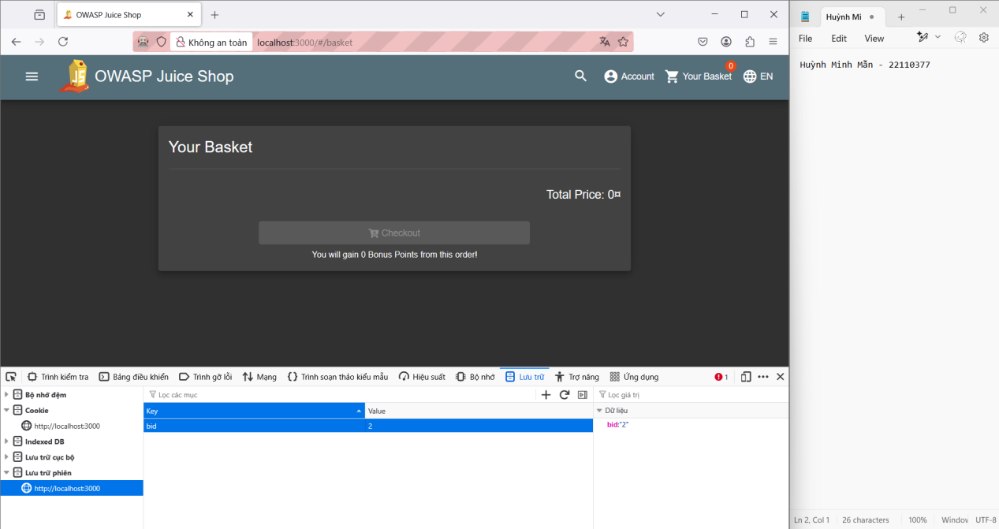 OWASP Juice Shop
Không an toàn
localhost:3000/#/basket
OWASP Juice Shop
Account
Your Basket
0
EN
Your Basket
Total Price: 0¤
Checkout
You will gain 0 Bonus Points from this order!
Trình kiểm tra
Bảng điều khiển
Trình gỡ lỗi
Mạng
Trình soạn thảo kiểu mẫu
Hiệu suất
Bộ nhớ
Lưu trữ
Trợ năng
Ứng dụng
1
Bộ nhớ đệm
Cookie
http://localhost:3000
Indexed DB
Lưu trữ cục bộ
Lưu trữ phiên
http://localhost:3000
Lọc các mục
Key
Value
bid
2
Lọc giá trị
Dữ liệu
bid:"2"
Huỳnh Mi
File
Edit
View
Huỳnh Minh Mẫn - 22110377
Ln 2, Col 1
26 characters
100%
Window
UTF-8